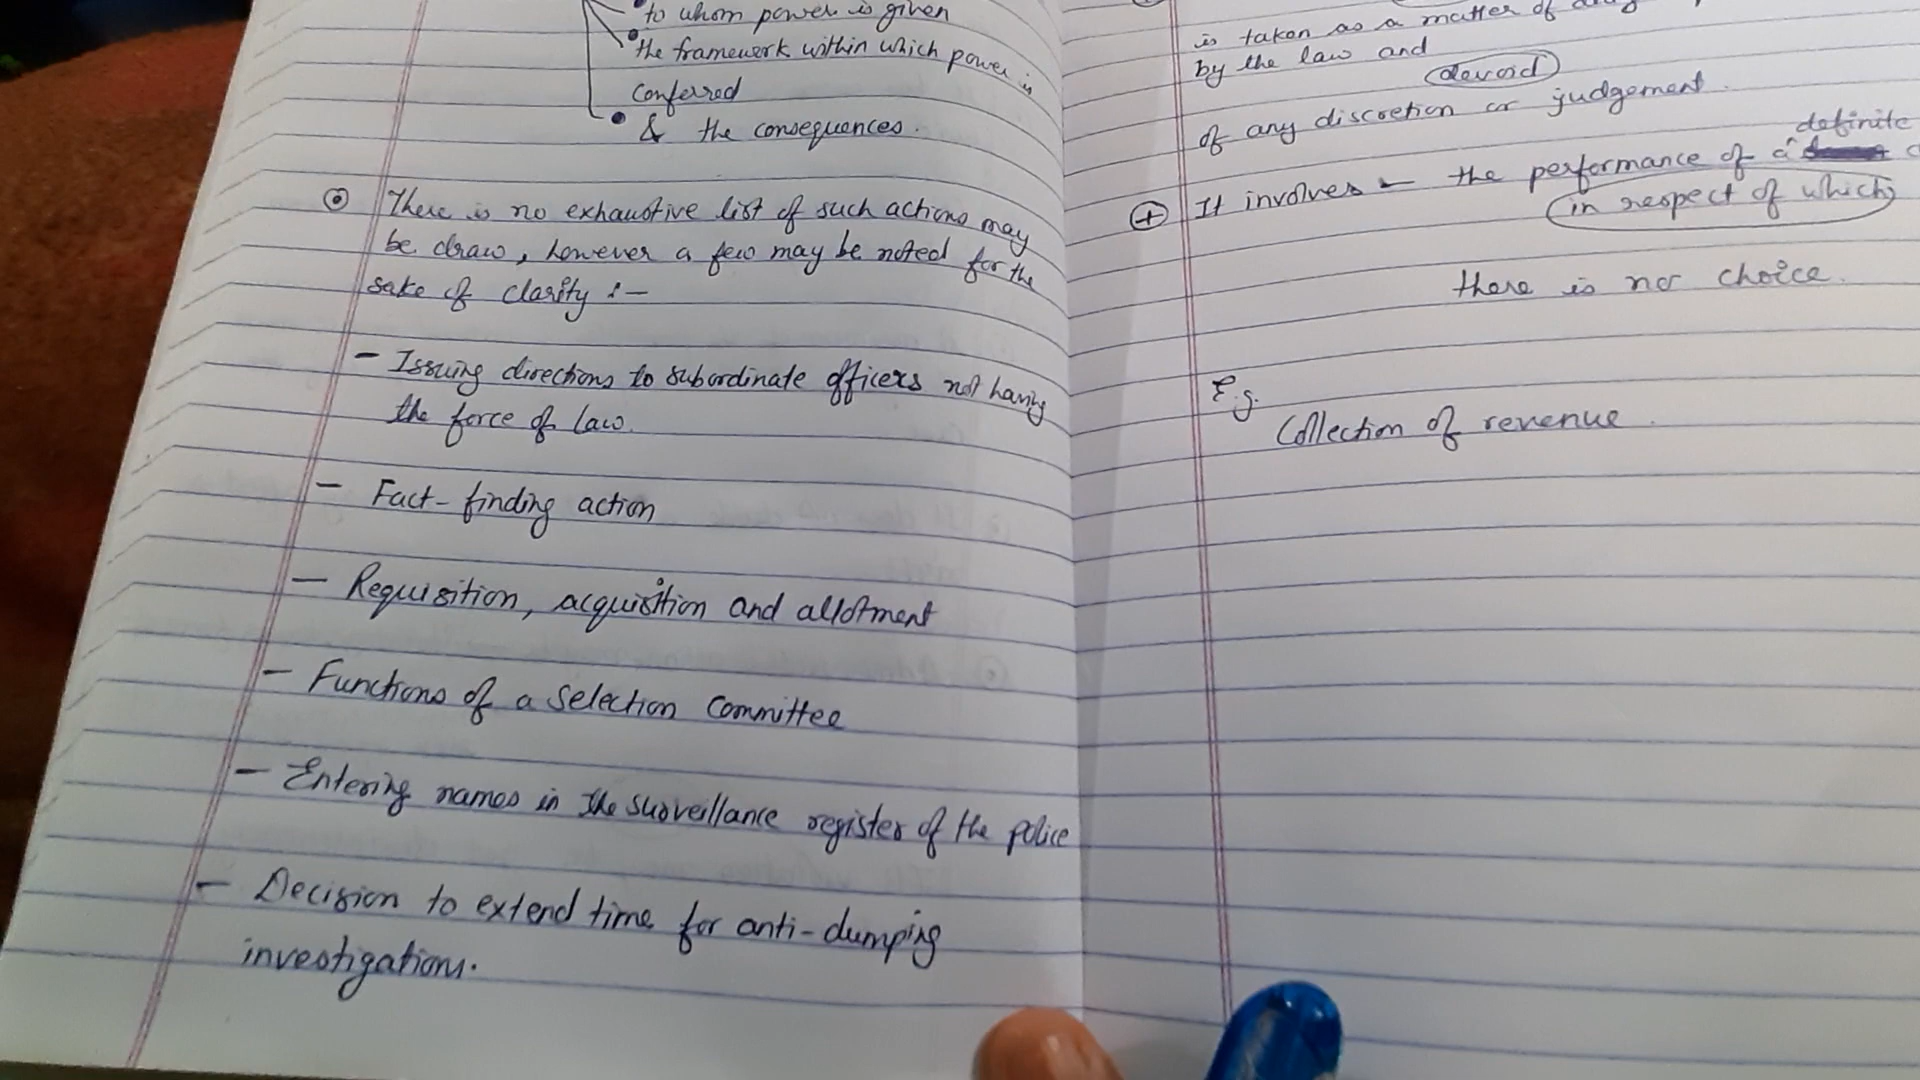 to whom power is given
the framework within which power is
conferred
& the consequences.
There is no exhaustive list of such actions may
be draw, however a few may be noted for the
sake of clarity :-
- Issuing directions to subordinate officers not having
the force of law.
- Fact-finding action
- Requisition, acquisition and allotment
- Functions of a Selection Committee
- Entering names in the surveillance register of the police
- Decision to extend time for anti-dumping
investigations.
is taken as a matter of
by the law and
devoid
of any discretion or judgement.
definite
+ It involves - the performance of a
in respect of which
there is no choice.
E.g.
Collection of revenue.